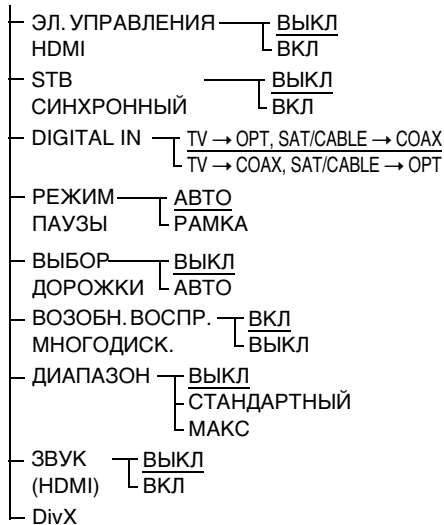 ЭЛ. УПРАВЛЕНИЯ ВЫКЛ
HDMI ВКЛ
STB ВЫКЛ
СИНХРОННЫЙ ВКЛ
DIGITAL IN TV → OPT, SAT/CABLE → COAX
TV → COAX, SAT/CABLE → OPT
РЕЖИМ АВТО
ПАУЗЫ РАМКА
ВЫБОР ВЫКЛ
ДОРОЖКИ АВТО
ВОЗОБН. ВОСПР. ВКЛ
МНОГОДИСК. ВЫКЛ
ДИАПАЗОН ВЫКЛ
СТАНДАРТНЫЙ
МАКС
ЗВУК ВЫКЛ
(HDMI) ВКЛ
DivX